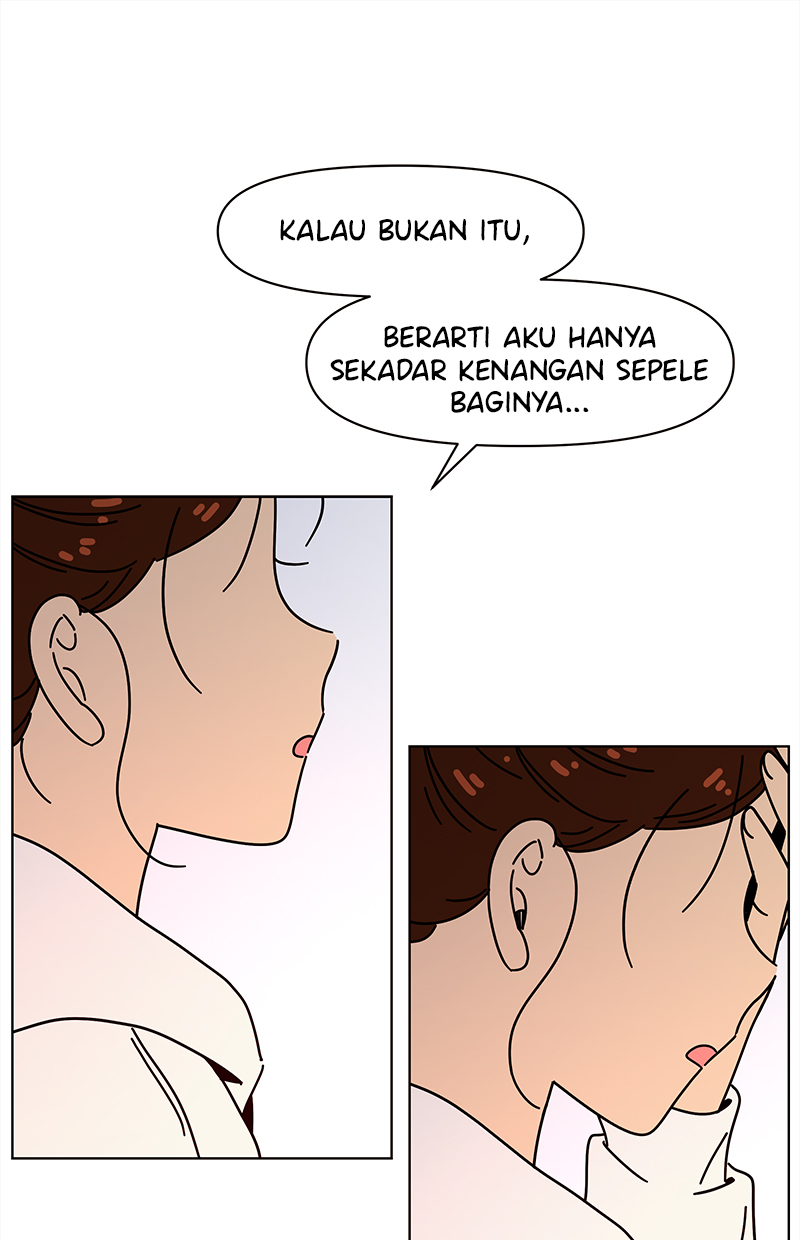 KALAU BUKAN ITU,
BERARTI AKU HANYA
SEKADAR KENANGAN SEPELE
BAGINYA...